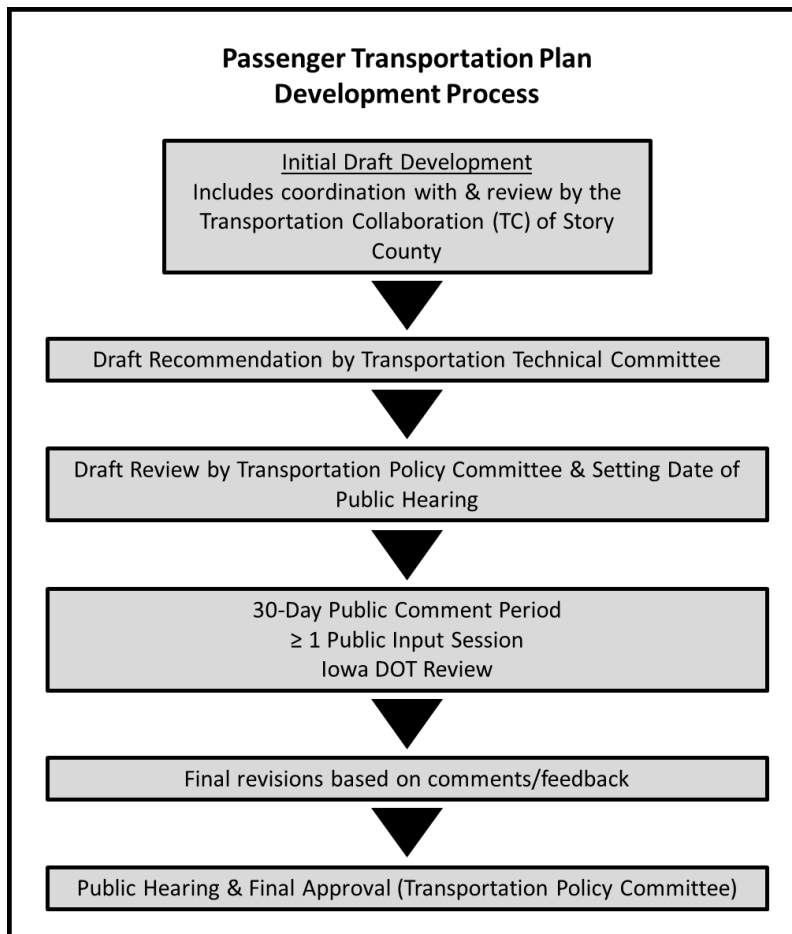 Passenger Transportation Plan
Development Process
Initial Draft Development
Includes coordination with & review by the
Transportation Collaboration (TC) of Story
County
Draft Recommendation by Transportation Technical Committee
Draft Review by Transportation Policy Committee & Setting Date of
Public Hearing
30-Day Public Comment Period
≥ 1 Public Input Session
Iowa DOT Review
Final revisions based on comments/feedback
Public Hearing & Final Approval (Transportation Policy Committee)